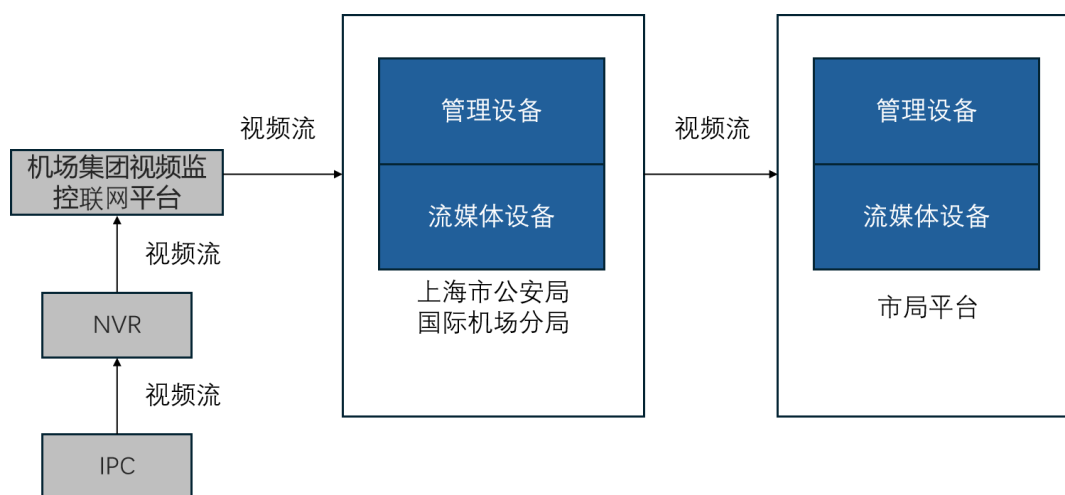 视频流
管理设备
流媒体设备
上海市公安局
国际机场分局
视频流
管理设备
流媒体设备
市局平台
机场集团视频监
控联网平台
视频流
NVR
视频流
IPC